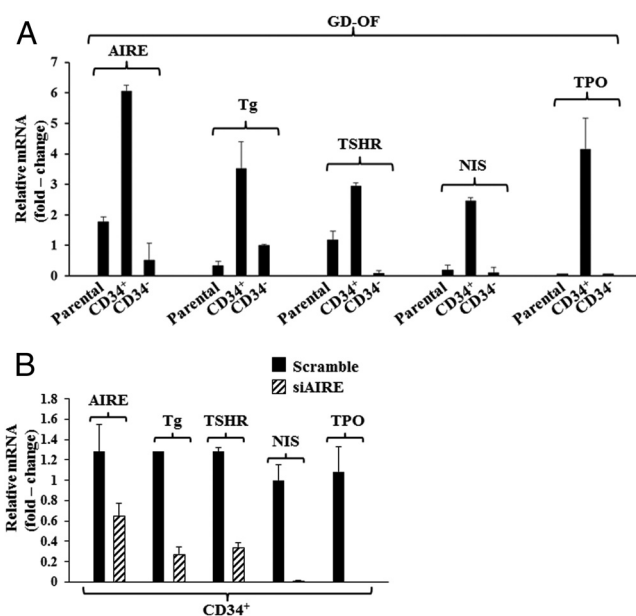 A
GD-OF
AIRE
Tg
TSHR
NIS
TPO
Relative mRNA
(fold – change)
7
6
5
4
3
2
1
0
Parental
CD34+
CD34-
Parental
CD34+
CD34-
Parental
CD34+
CD34-
Parental
CD34+
CD34-
Parental
CD34+
CD34-
B
Scramble
siAIRE
AIRE
Tg
TSHR
NIS
TPO
Relative mRNA
(fold – change)
1.8
1.6
1.4
1.2
1
0.8
0.6
0.4
0.2
0
CD34+